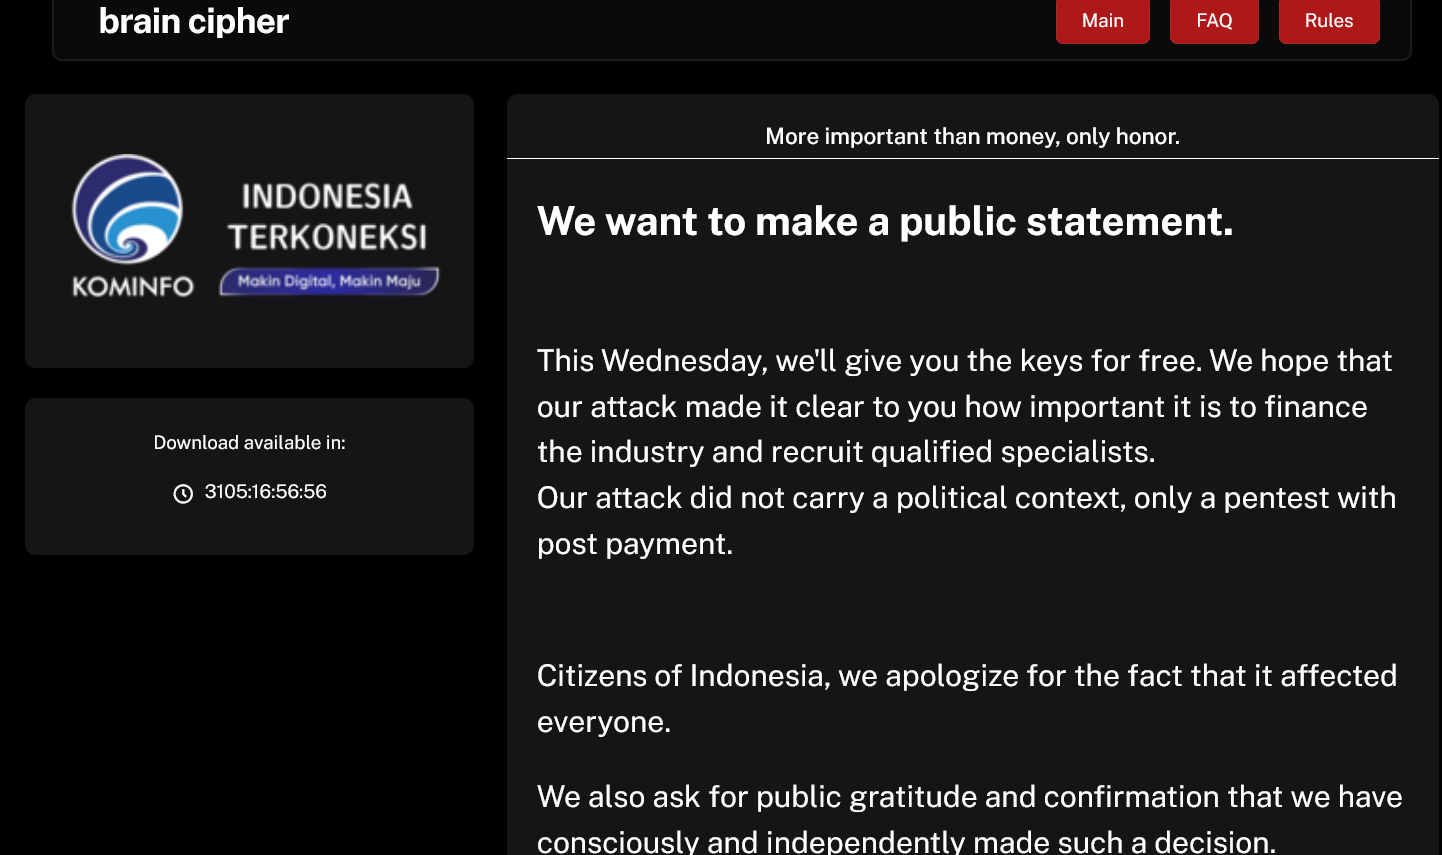 brain cipher
Main
FAQ
Rules
INDONESIA
TERKONEKSI
KOMINFO
Makin Digital, Makin Maju
Download available in:
3105:16:56:56
More important than money, only honor.
We want to make a public statement.
This Wednesday, we'll give you the keys for free. We hope that
our attack made it clear to you how important it is to finance
the industry and recruit qualified specialists.
Our attack did not carry a political context, only a pentest with
post payment.
Citizens of Indonesia, we apologize for the fact that it affected
everyone.
We also ask for public gratitude and confirmation that we have
consciously and independently made such a decision.